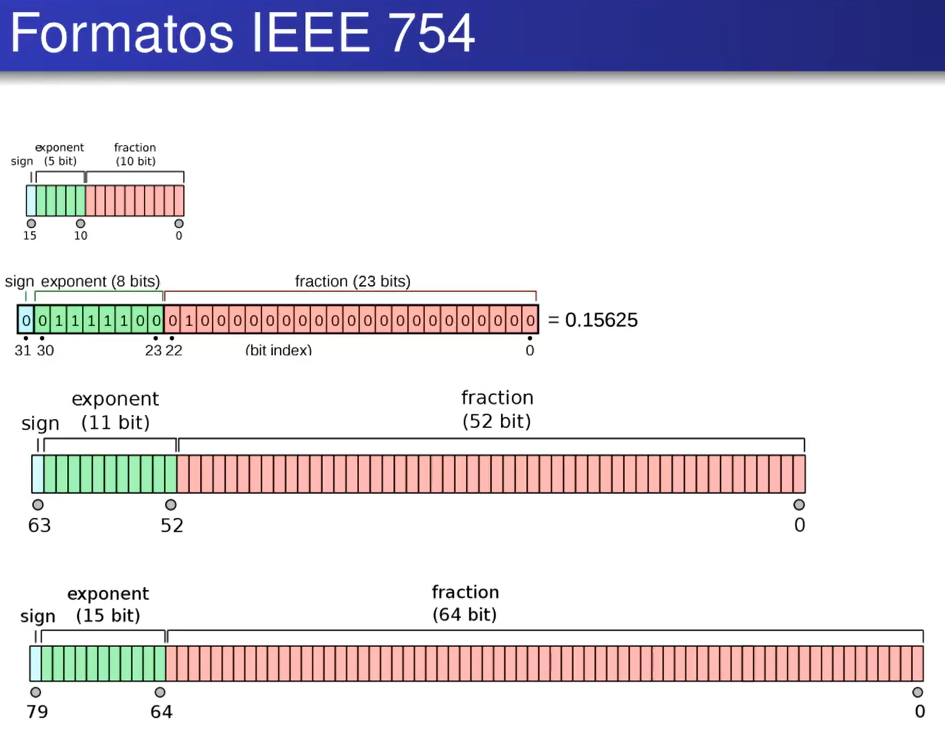 Formatos IEEE 754
exponent fraction
sign (5 bit) (10 bit)
15 10 0
sign exponent (8 bits) fraction (23 bits)
0 0 1 1 1 1 1 0 0 0 1 0 0 0 0 0 0 0 0 0 0 0 0 0 0 0 0 0 0 0 0 0 = 0.15625
31 30 23 22 (bit index) 0
exponent fraction
sign (11 bit) (52 bit)
63 52 0
exponent fraction
sign (15 bit) (64 bit)
79 64 0